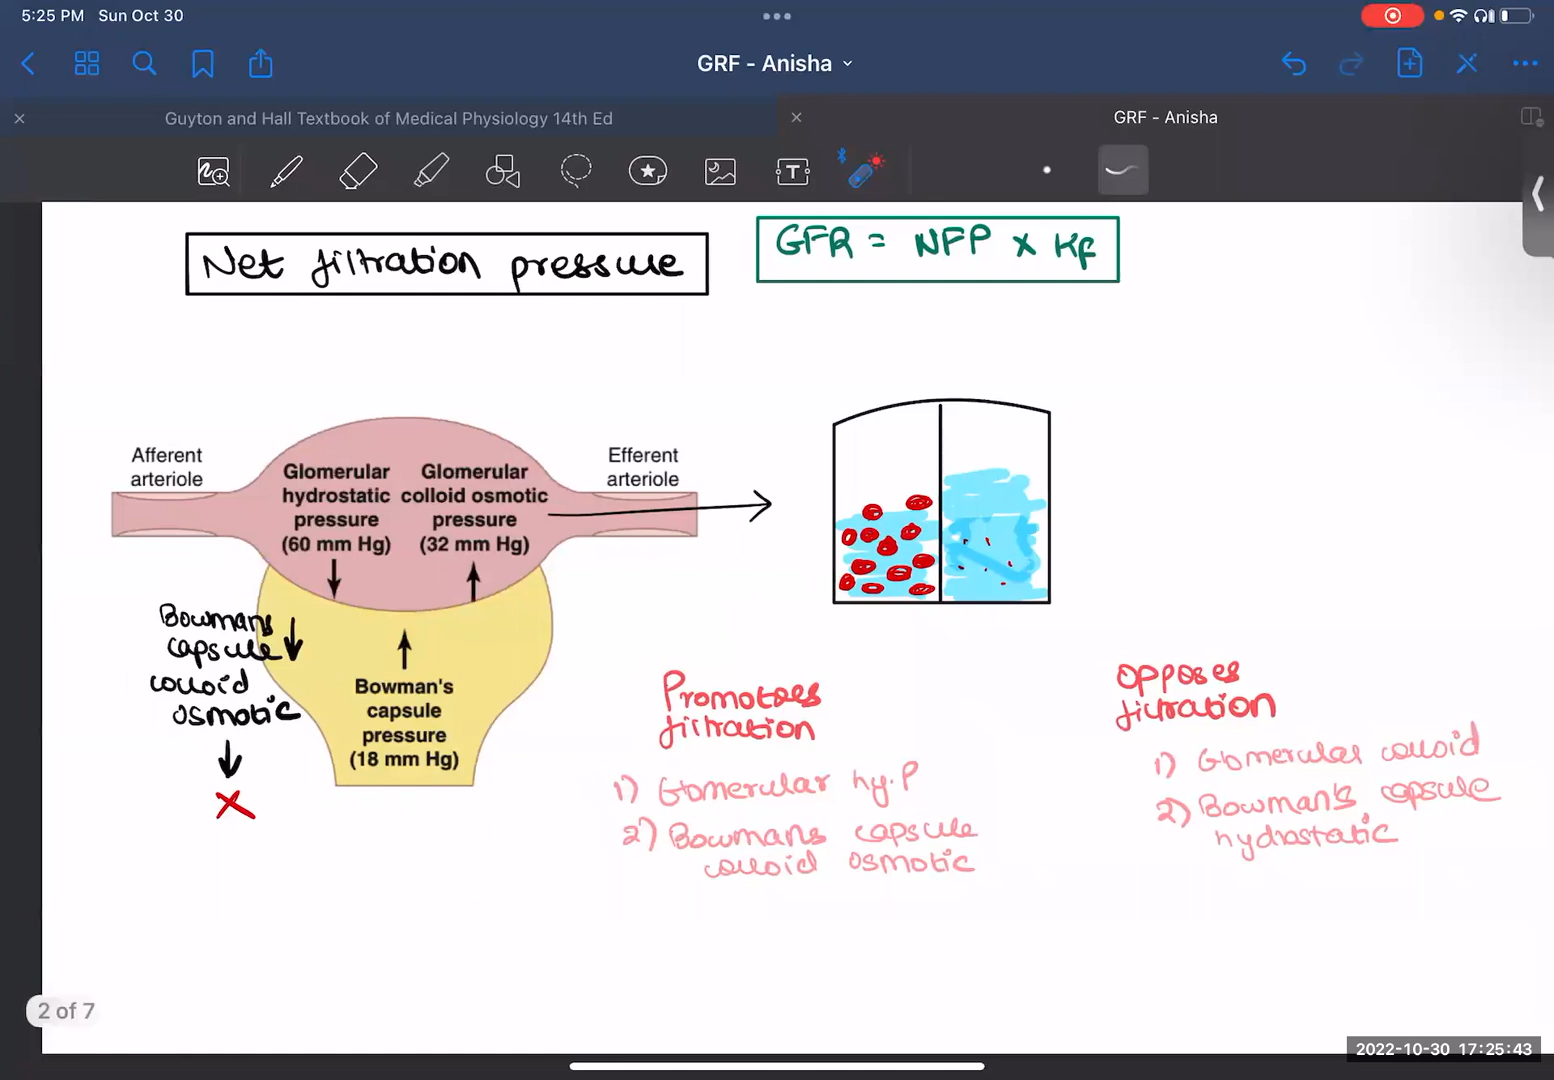 5:25 PM Sun Oct 30
GRF - Anisha
Guyton and Hall Textbook of Medical Physiology 14th Ed
GRF - Anisha
T
Net filtration pressure
GFR = NFP x Kf
Afferent
arteriole
Glomerular
hydrostatic
pressure
(60 mm Hg)
Glomerular
colloid osmotic
pressure
(32 mm Hg)
Efferent
arteriole
Bowmans
capsule
colloid
osmotic
Bowman's
capsule
pressure
(18 mm Hg)
Promotoes
filtration
1) Glomerular hy.P
2) Bowmans capsule
colloid osmotic
Opposes
filtration
1) Glomerular colloid
2) Bowman's capsule
hydrostatic
2 of 7
2022-10-30 17:25:43